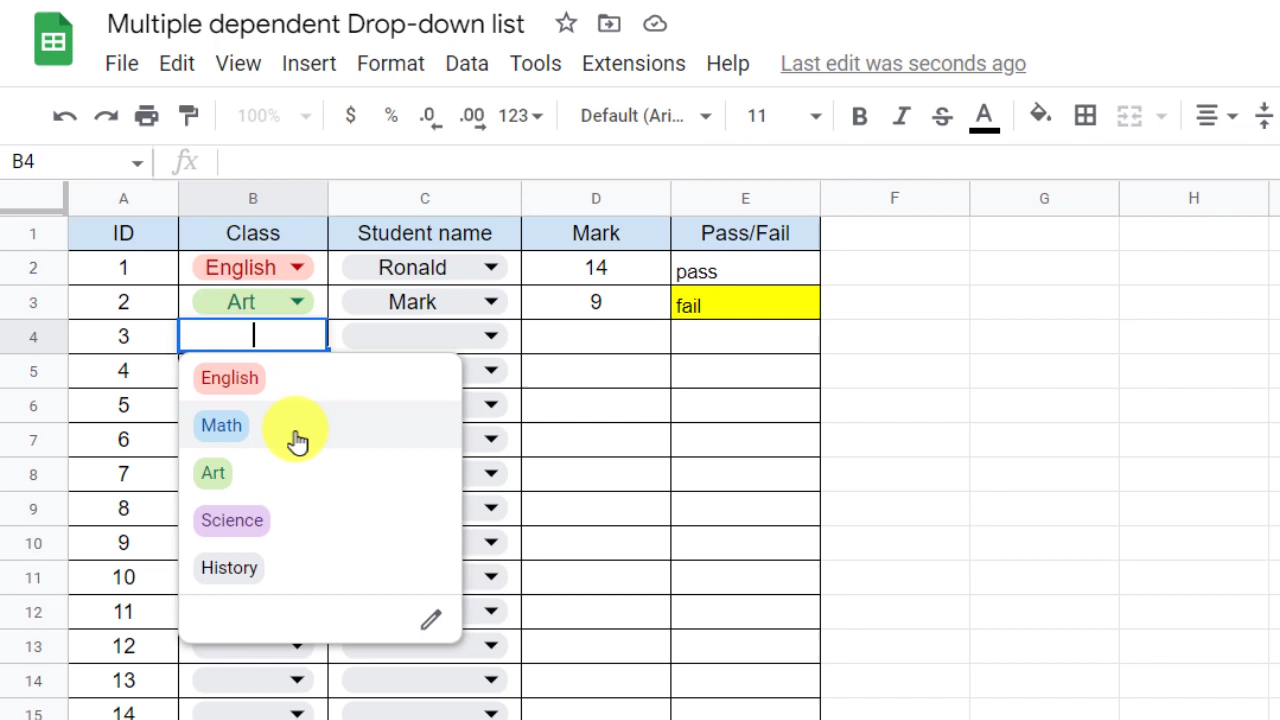 Multiple dependent Drop-down list
File Edit View Insert Format Data Tools Extensions Help Last edit was seconds ago
100% $ % .0 .00 123 Default (Ari... 11 B I S A
B4 fx
A B C D E F G H
1 ID Class Student name Mark Pass/Fail
2 1 English Ronald 14 pass
3 2 Art Mark 9 fail
4 3
5 4 English
6 5 Math
7 6
8 7 Art
9 8 Science
10 9
11 10 History
12 11
13 12
14 13
15 14